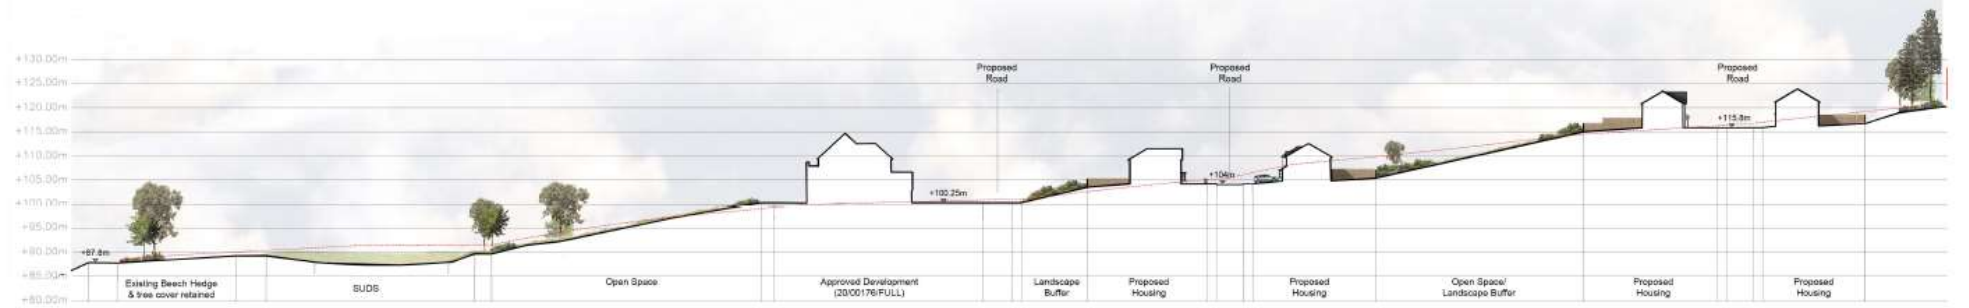 +130.00m
+125.00m
+120.00m
+115.00m
+110.00m
+105.00m
+100.00m
+95.00m
+90.00m
+85.00m
+80.00m
Proposed
Road
Proposed
Road
Proposed
Road
+87.8m
+100.25m
+104m
+115.8m
Existing Beech Hedge
& tree cover retained
SUDS
Open Space
Approved Development
(20/00176/FULL)
Landscape
Buffer
Proposed
Housing
Proposed
Housing
Open Space/
Landscape Buffer
Proposed
Housing
Proposed
Housing